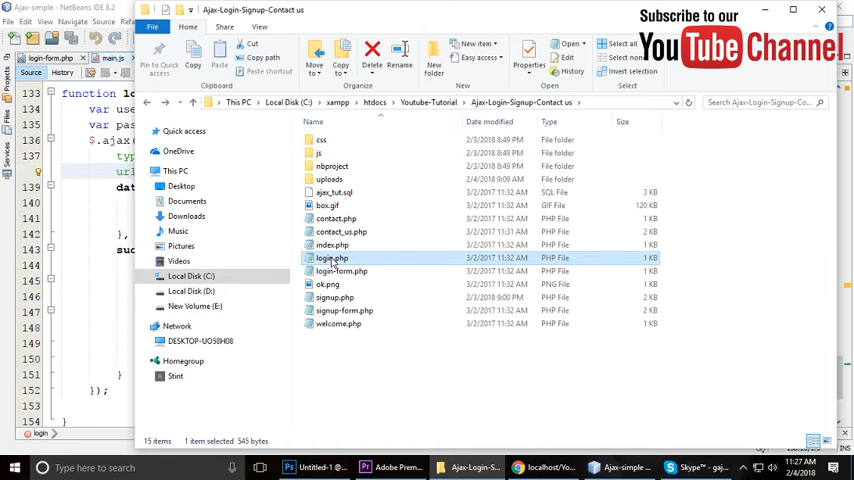 Ajax-simple - NetBeans IDE 8.2
File Edit View Navigate Source
login-form.php main.js
Source History
Projects
Files
Services
133 function lo
134 var use
135 var pas
136 $.ajax(
137 typ
url
139 dat
140
141 },
142
143 suc
144
145
146
147
148
149
150
151 }
152 });
153
154 }
login
Ajax-Login-Signup-Contact us
File Home Share View
Pin to Quick access
Copy
Paste
Cut
Copy path
Paste shortcut
Clipboard
Move to
Copy to
Delete
Rename
Organize
New folder
New item
Easy access
New
Properties
Open
Edit
History
Open
Select all
Select none
Invert selection
Select
Subscribe to our
YouTube Channel
This PC Local Disk (C:) xampp htdocs Youtube-Tutorial Ajax-Login-Signup-Contact us
Search Ajax-Login-Signup-Co...
Quick access
OneDrive
This PC
Desktop
Documents
Downloads
Music
Pictures
Videos
Local Disk (C:)
Local Disk (D:)
New Volume (E:)
Network
DESKTOP-UO58H08
Homegroup
Stint
Name Date modified Type Size
css 2/3/2018 8:49 PM File folder
js 2/3/2018 8:49 PM File folder
nbproject 2/3/2018 8:49 PM File folder
uploads 2/4/2018 9:09 AM File folder
ajax_tut.sql 3/2/2017 11:32 AM SQL File 3 KB
box.gif 3/2/2017 11:32 AM GIF File 120 KB
contact.php 3/2/2017 11:32 AM PHP File 1 KB
contact_us.php 3/2/2017 11:31 AM PHP File 2 KB
index.php 3/2/2017 11:32 AM PHP File 1 KB
login.php 3/2/2017 11:32 AM PHP File 1 KB
login-form.php 3/2/2017 11:32 AM PHP File 1 KB
ok.png 3/2/2017 11:32 AM PNG File 1 KB
signup.php 2/3/2018 9:00 PM PHP File 1 KB
signup-form.php 3/2/2017 11:32 AM PHP File 2 KB
welcome.php 3/2/2017 11:32 AM PHP File 1 KB
15 items 1 item selected 545 bytes
Type here to search
Untitled-1 @...
Adobe Prem...
Ajax-Login-S...
localhost/Yo...
Ajax-simple ...
Skype™ - gaj...
11:27 AM
2/4/2018